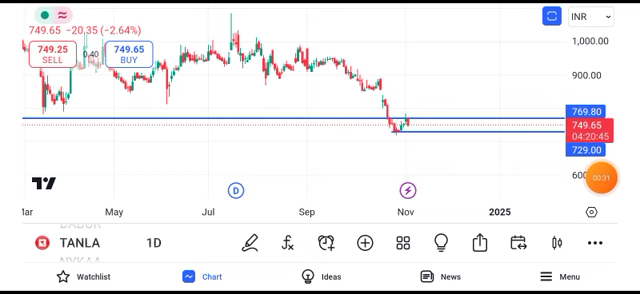 749.65 −20.35 (−2.64%)
749.25
SELL
0.40
749.65
BUY
INR
1,000.00
900.00
769.80
749.65
04:20:45
729.00
600
00:31
D
Mar
May
Jul
Sep
Nov
2025
DABUR
TANLA
1D
NYKAA
Watchlist
Chart
Ideas
News
Menu